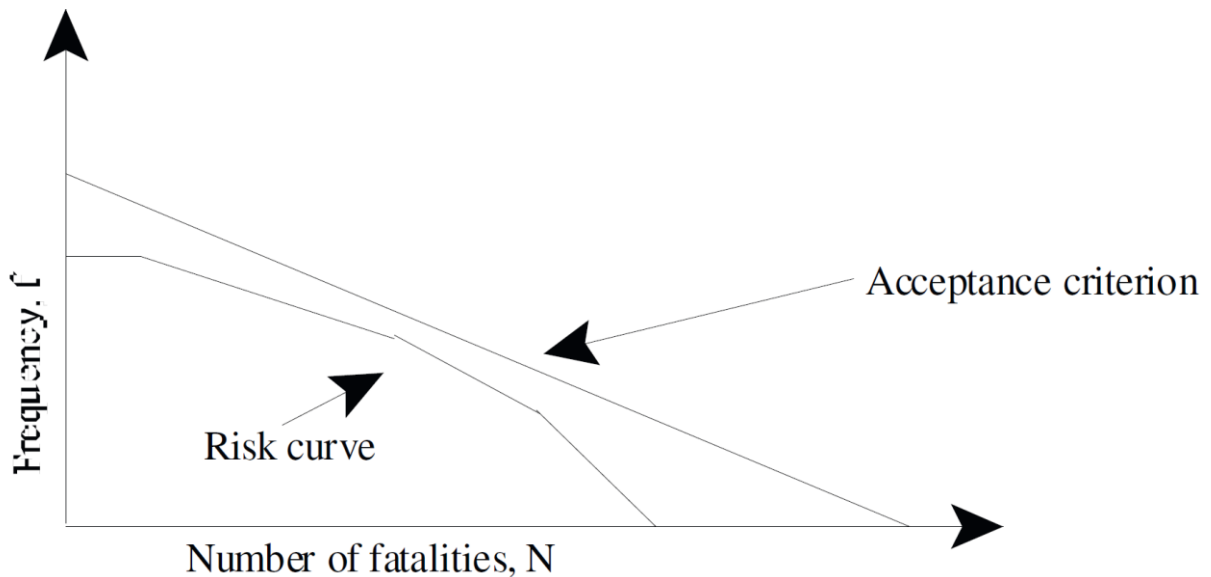 Frequency, f
Acceptance criterion
Risk curve
Number of fatalities, N